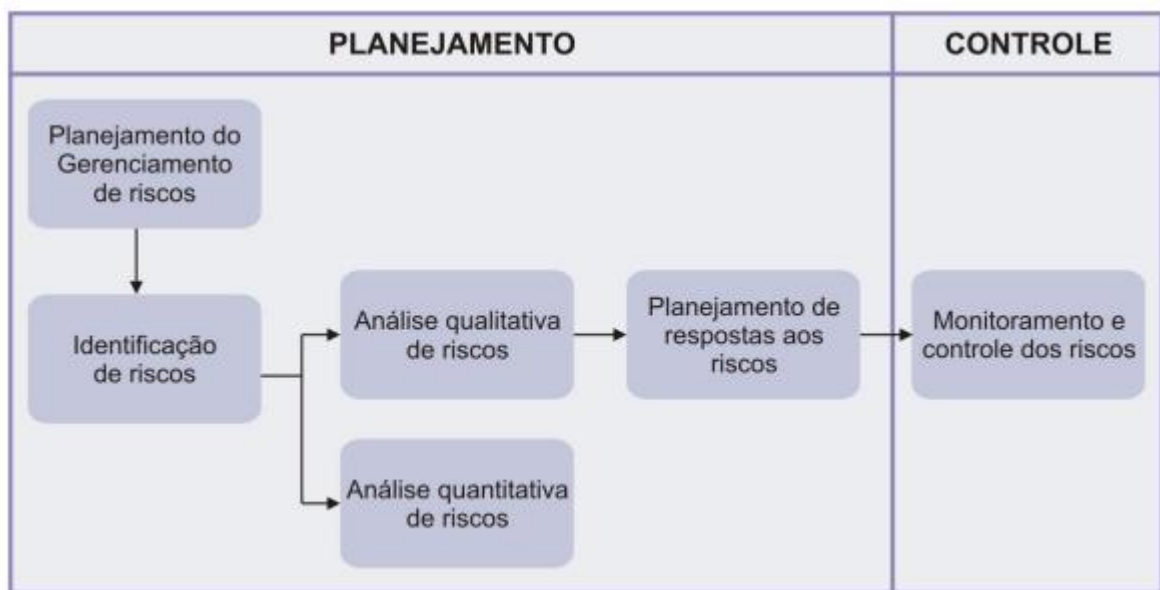 PLANEJAMENTO
CONTROLE
Planejamento do
Gerenciamento
de riscos
Identificação
de riscos
Análise qualitativa
de riscos
Planejamento de
respostas aos
riscos
Monitoramento e
controle dos riscos
Análise quantitativa
de riscos